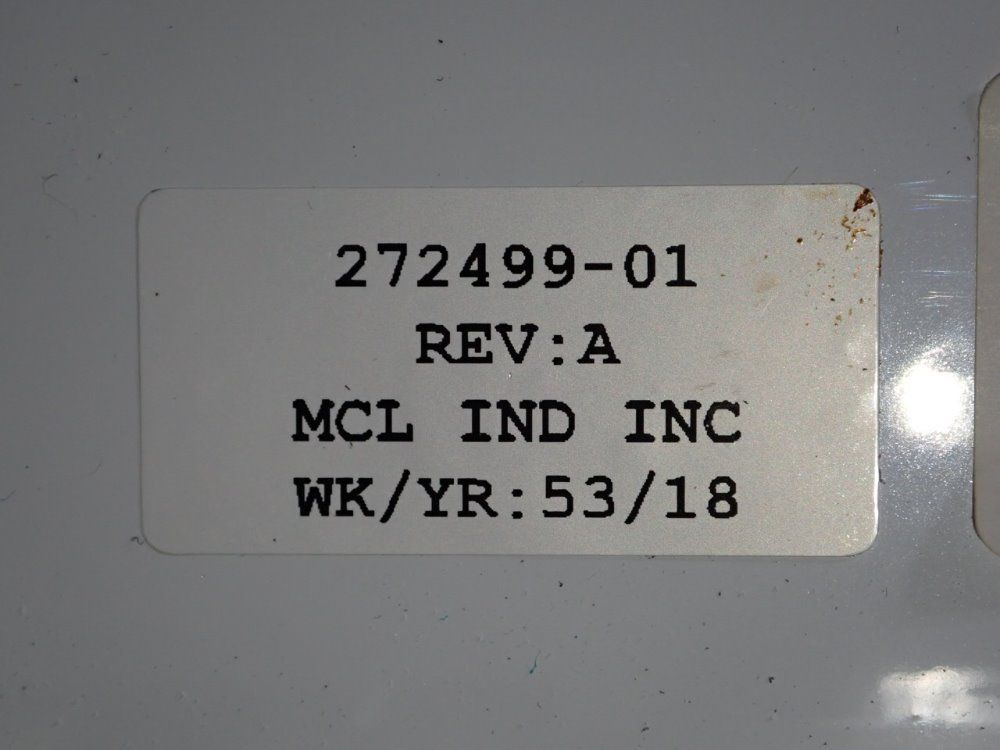 272499-01
REV:A
MCL IND INC
WK/YR:53/18